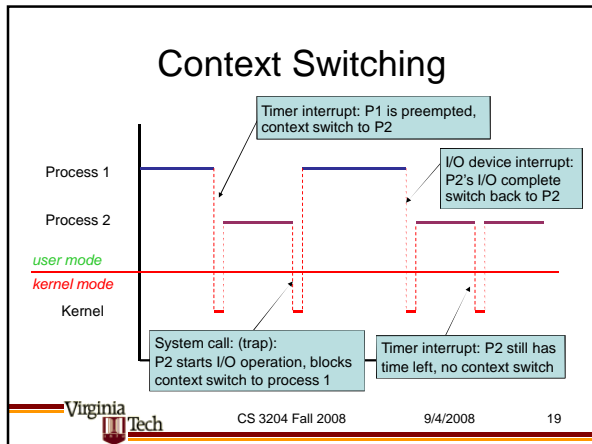 Context Switching
Timer interrupt: P1 is preempted,
context switch to P2
I/O device interrupt:
P2's I/O complete
switch back to P2
Process 1
Process 2
user mode
kernel mode
Kernel
System call: (trap):
P2 starts I/O operation, blocks
context switch to process 1
Timer interrupt: P2 still has
time left, no context switch
Virginia Tech
CS 3204 Fall 2008
9/4/2008
19